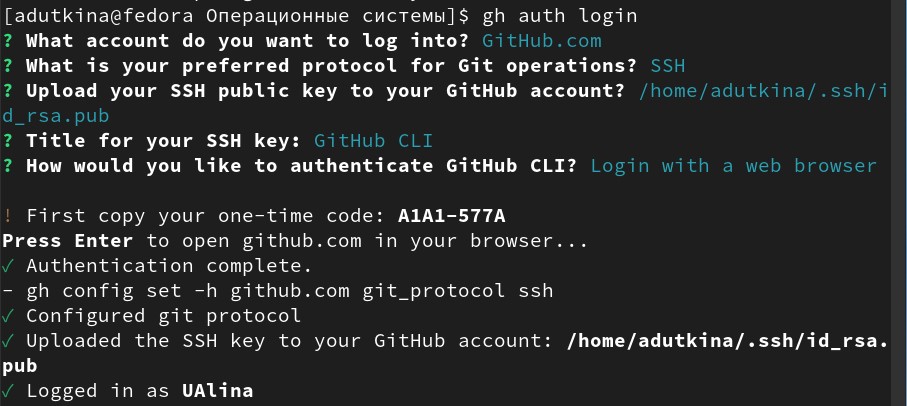 [adutkina@fedora Операционные системы]$ gh auth login
? What account do you want to log into? GitHub.com
? What is your preferred protocol for Git operations? SSH
? Upload your SSH public key to your GitHub account? /home/adutkina/.ssh/i
d_rsa.pub
? Title for your SSH key: GitHub CLI
? How would you like to authenticate GitHub CLI? Login with a web browser
! First copy your one-time code: A1A1-577A
Press Enter to open github.com in your browser...
✓ Authentication complete.
- gh config set -h github.com git_protocol ssh
✓ Configured git protocol
✓ Uploaded the SSH key to your GitHub account: /home/adutkina/.ssh/id_rsa.
pub
✓ Logged in as UAlina